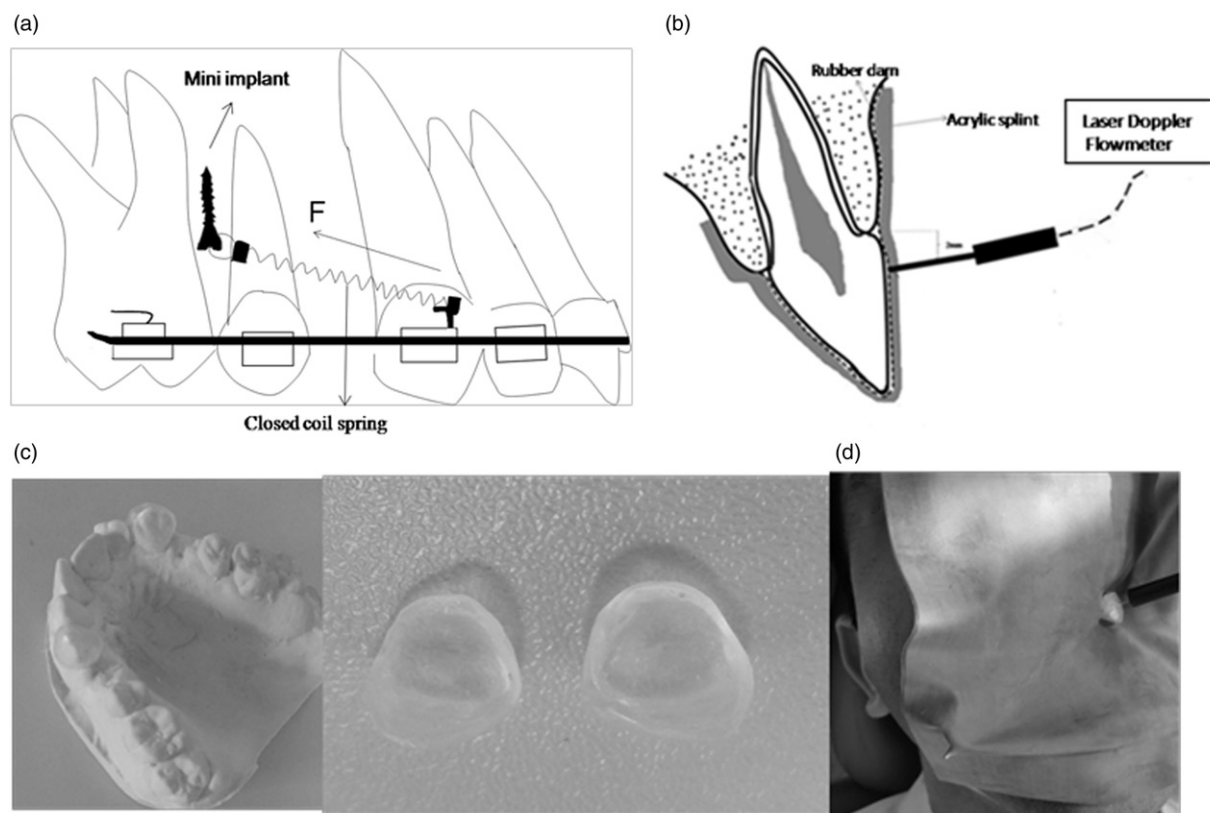 (a)
Mini implant
F
Closed coil spring
(b)
Rubber dam
Acrylic splint
Laser Doppler
Flowmeter
(c)
(d)